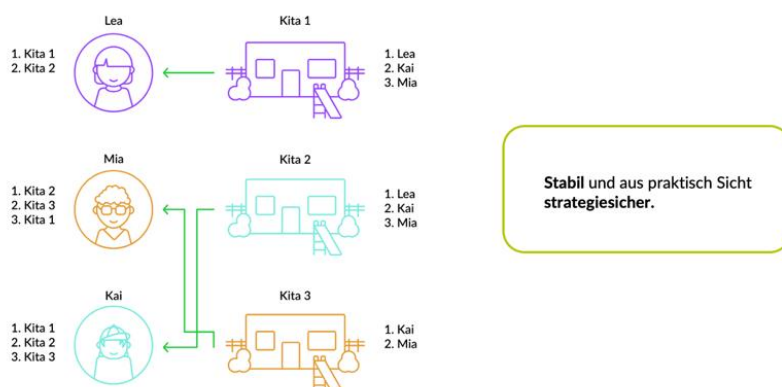 Lea
Kita 1
1. Kita 1
2. Kita 2
1. Lea
2. Kai
3. Mia
Mia
Kita 2
1. Kita 2
2. Kita 3
3. Kita 1
1. Lea
2. Kai
3. Mia
Kai
Kita 3
1. Kita 1
2. Kita 2
3. Kita 3
1. Kai
2. Mia
Stabil und aus praktisch Sicht
strategiesicher.